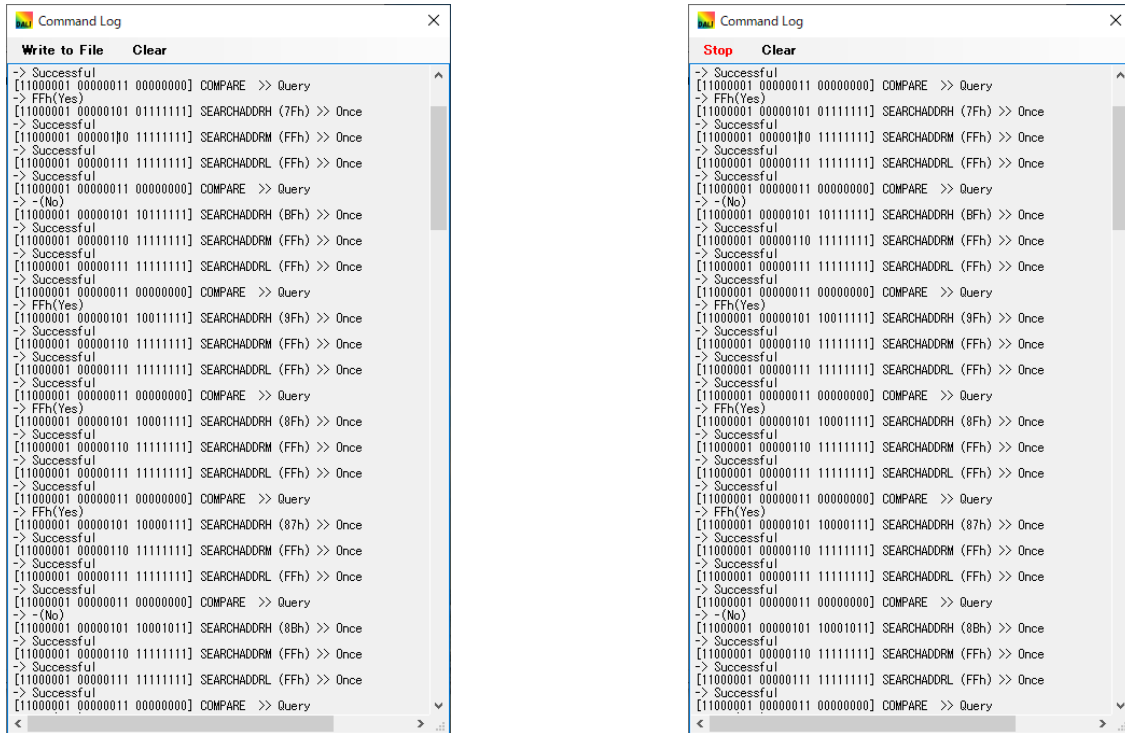 DALI Command Log
Write to File Clear
-> Successful
[11000001 00000011 00000000] COMPARE >> Query
-> FFh(Yes)
[11000001 00000101 01111111] SEARCHADDRH (7Fh) >> Once
-> Successful
[11000001 00000110 11111111] SEARCHADDRM (FFh) >> Once
-> Successful
[11000001 00000111 11111111] SEARCHADDRL (FFh) >> Once
-> Successful
[11000001 00000011 00000000] COMPARE >> Query
-> -(No)
[11000001 00000101 10111111] SEARCHADDRH (BFh) >> Once
-> Successful
[11000001 00000110 11111111] SEARCHADDRM (FFh) >> Once
-> Successful
[11000001 00000111 11111111] SEARCHADDRL (FFh) >> Once
-> Successful
[11000001 00000011 00000000] COMPARE >> Query
-> FFh(Yes)
[11000001 00000101 10011111] SEARCHADDRH (9Fh) >> Once
-> Successful
[11000001 00000110 11111111] SEARCHADDRM (FFh) >> Once
-> Successful
[11000001 00000111 11111111] SEARCHADDRL (FFh) >> Once
-> Successful
[11000001 00000011 00000000] COMPARE >> Query
-> FFh(Yes)
[11000001 00000101 10001111] SEARCHADDRH (8Fh) >> Once
-> Successful
[11000001 00000110 11111111] SEARCHADDRM (FFh) >> Once
-> Successful
[11000001 00000111 11111111] SEARCHADDRL (FFh) >> Once
-> Successful
[11000001 00000011 00000000] COMPARE >> Query
-> FFh(Yes)
[11000001 00000101 10000111] SEARCHADDRH (87h) >> Once
-> Successful
[11000001 00000110 11111111] SEARCHADDRM (FFh) >> Once
-> Successful
[11000001 00000111 11111111] SEARCHADDRL (FFh) >> Once
-> Successful
[11000001 00000011 00000000] COMPARE >> Query
-> -(No)
[11000001 00000101 10001011] SEARCHADDRH (8Bh) >> Once
-> Successful
[11000001 00000110 11111111] SEARCHADDRM (FFh) >> Once
-> Successful
[11000001 00000111 11111111] SEARCHADDRL (FFh) >> Once
-> Successful
[11000001 00000011 00000000] COMPARE >> Query
DALI Command Log
Stop Clear
-> Successful
[11000001 00000011 00000000] COMPARE >> Query
-> FFh(Yes)
[11000001 00000101 01111111] SEARCHADDRH (7Fh) >> Once
-> Successful
[11000001 00000110 11111111] SEARCHADDRM (FFh) >> Once
-> Successful
[11000001 00000111 11111111] SEARCHADDRL (FFh) >> Once
-> Successful
[11000001 00000011 00000000] COMPARE >> Query
-> -(No)
[11000001 00000101 10111111] SEARCHADDRH (BFh) >> Once
-> Successful
[11000001 00000110 11111111] SEARCHADDRM (FFh) >> Once
-> Successful
[11000001 00000111 11111111] SEARCHADDRL (FFh) >> Once
-> Successful
[11000001 00000011 00000000] COMPARE >> Query
-> FFh(Yes)
[11000001 00000101 10011111] SEARCHADDRH (9Fh) >> Once
-> Successful
[11000001 00000110 11111111] SEARCHADDRM (FFh) >> Once
-> Successful
[11000001 00000111 11111111] SEARCHADDRL (FFh) >> Once
-> Successful
[11000001 00000011 00000000] COMPARE >> Query
-> FFh(Yes)
[11000001 00000101 10001111] SEARCHADDRH (8Fh) >> Once
-> Successful
[11000001 00000110 11111111] SEARCHADDRM (FFh) >> Once
-> Successful
[11000001 00000111 11111111] SEARCHADDRL (FFh) >> Once
-> Successful
[11000001 00000011 00000000] COMPARE >> Query
-> FFh(Yes)
[11000001 00000101 10000111] SEARCHADDRH (87h) >> Once
-> Successful
[11000001 00000110 11111111] SEARCHADDRM (FFh) >> Once
-> Successful
[11000001 00000111 11111111] SEARCHADDRL (FFh) >> Once
-> Successful
[11000001 00000011 00000000] COMPARE >> Query
-> -(No)
[11000001 00000101 10001011] SEARCHADDRH (8Bh) >> Once
-> Successful
[11000001 00000110 11111111] SEARCHADDRM (FFh) >> Once
-> Successful
[11000001 00000111 11111111] SEARCHADDRL (FFh) >> Once
-> Successful
[11000001 00000011 00000000] COMPARE >> Query